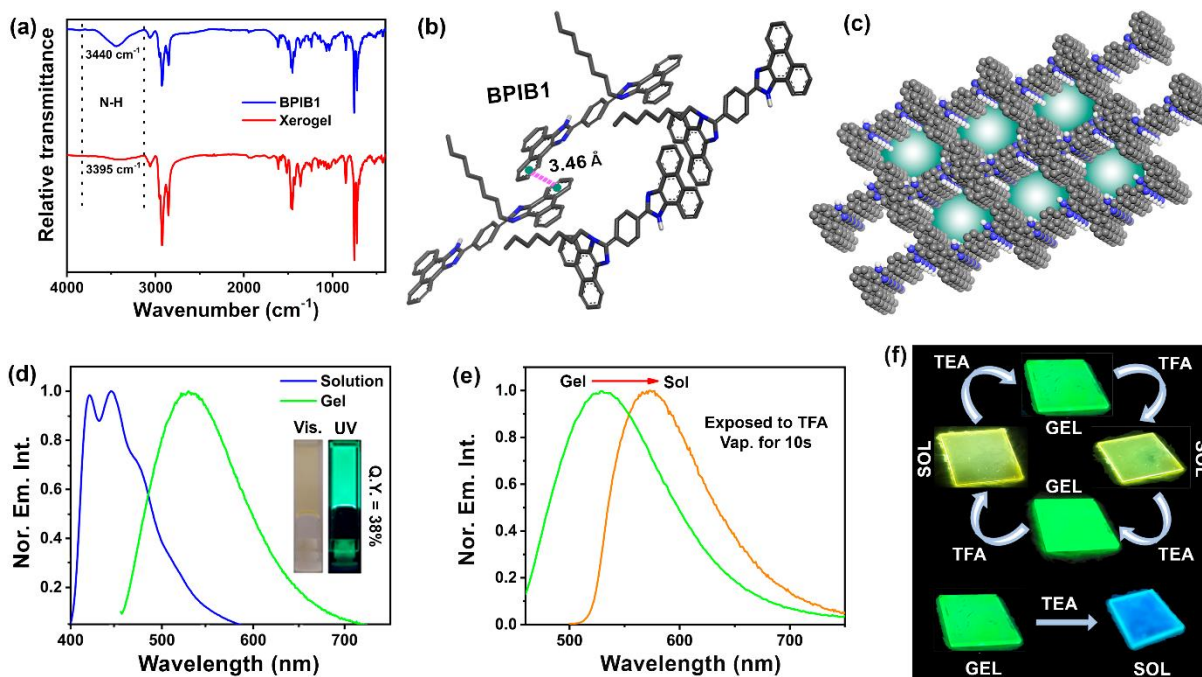 (a)
Relative transmittance
3440 cm-1
N-H
BPIB1
Xerogel
3395 cm-1
4000 3000 2000 1000
Wavenumber (cm-1)
(b)
BPIB1
3.46 Å
(c)
(d)
Nor. Em. Int.
1.0
0.8
0.6
0.4
0.2
Solution
Gel
Vis. UV
Q.Y. = 38%
400 500 600 700
Wavelength (nm)
(e)
Nor. Em. Int.
1.0
0.8
0.6
0.4
0.2
Gel Sol
Exposed to TFA
Vap. for 10s
500 600 700
Wavelength (nm)
(f)
TEA TFA
GEL
SOL SOL
GEL
TFA TEA
TEA
GEL SOL